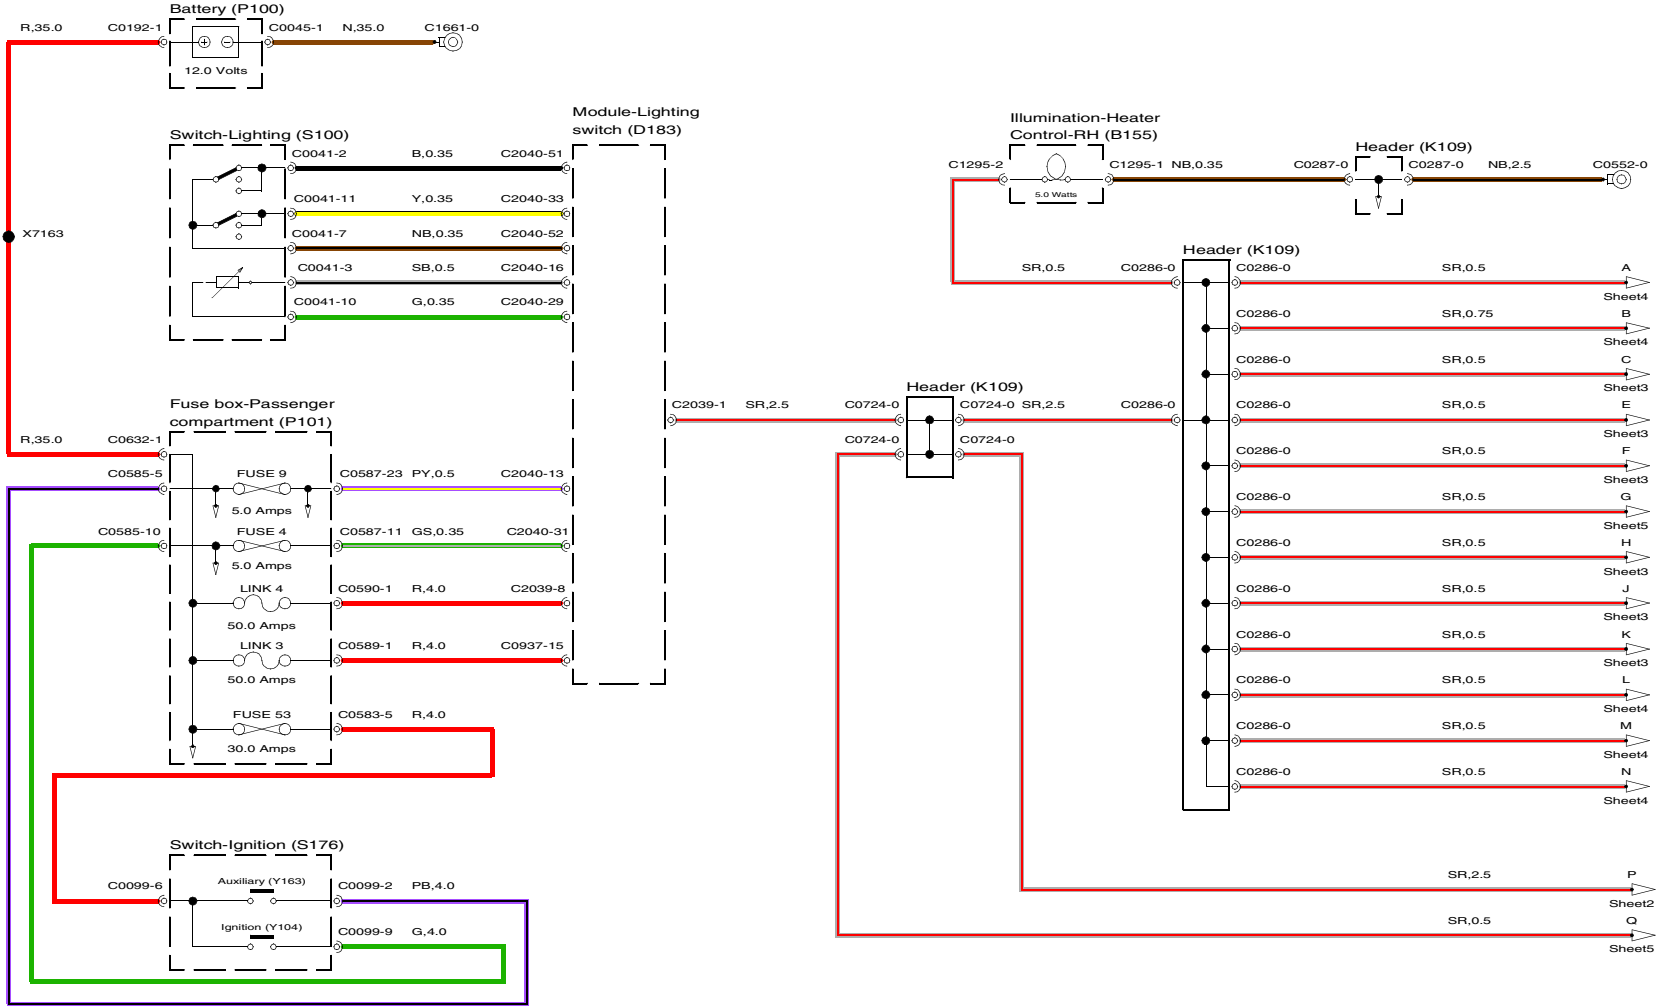 Battery (P100)
R,35.0 C0192-1 C0045-1 N,35.0 C1661-0
12.0 Volts
X7163
Switch-Lighting (S100)
C0041-2 B,0.35 C2040-51
C0041-11 Y,0.35 C2040-33
C0041-7 NB,0.35 C2040-52
C0041-3 SB,0.5 C2040-16
C0041-10 G,0.35 C2040-29
Module-Lighting
switch (D183)
Fuse box-Passenger
compartment (P101)
R,35.0 C0632-1
C0585-5 FUSE 9 C0587-23 PY,0.5 C2040-13
5.0 Amps
C0585-10 FUSE 4 C0587-11 GS,0.35 C2040-31
5.0 Amps
LINK 4 C0590-1 R,4.0 C2039-8
50.0 Amps
LINK 3 C0589-1 R,4.0 C0937-15
50.0 Amps
FUSE 53 C0583-5 R,4.0
30.0 Amps
Switch-Ignition (S176)
C0099-6 Auxiliary (Y163) C0099-2 PB,4.0
Ignition (Y104) C0099-9 G,4.0
Illumination-Heater
Control-RH (B155)
C1295-2 C1295-1 NB,0.35 C0287-0
5.0 Watts
Header (K109)
C0287-0 NB,2.5 C0552-0
Header (K109)
C2039-1 SR,2.5 C0724-0 C0724-0 SR,2.5 C0286-0
C0724-0 C0724-0
Header (K109)
SR,0.5 C0286-0 C0286-0 SR,0.5 A
Sheet4
C0286-0 SR,0.75 B
Sheet4
C0286-0 SR,0.5 C
Sheet3
C0286-0 SR,0.5 E
Sheet3
C0286-0 SR,0.5 F
Sheet3
C0286-0 SR,0.5 G
Sheet5
C0286-0 SR,0.5 H
Sheet3
C0286-0 SR,0.5 J
Sheet3
C0286-0 SR,0.5 K
Sheet3
C0286-0 SR,0.5 L
Sheet4
C0286-0 SR,0.5 M
Sheet4
C0286-0 SR,0.5 N
Sheet4
SR,2.5 P
Sheet2
SR,0.5 Q
Sheet5